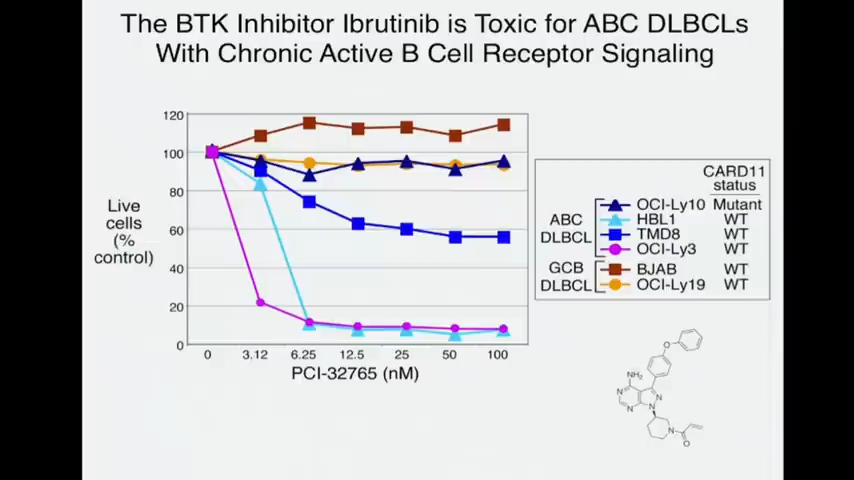 The BTK Inhibitor Ibrutinib is Toxic for ABC DLBCLs
With Chronic Active B Cell Receptor Signaling
120
100
80
60
40
20
0
Live
cells
(%
control)
0 3.12 6.25 12.5 25 50 100
PCI-32765 (nM)
CARD11
status
ABC
DLBCL
OCI-Ly10 Mutant
HBL1 WT
TMD8 WT
OCI-Ly3 WT
GCB
DLBCL
BJAB WT
OCI-Ly19 WT
O
NH2
N
N
N
N
N
O